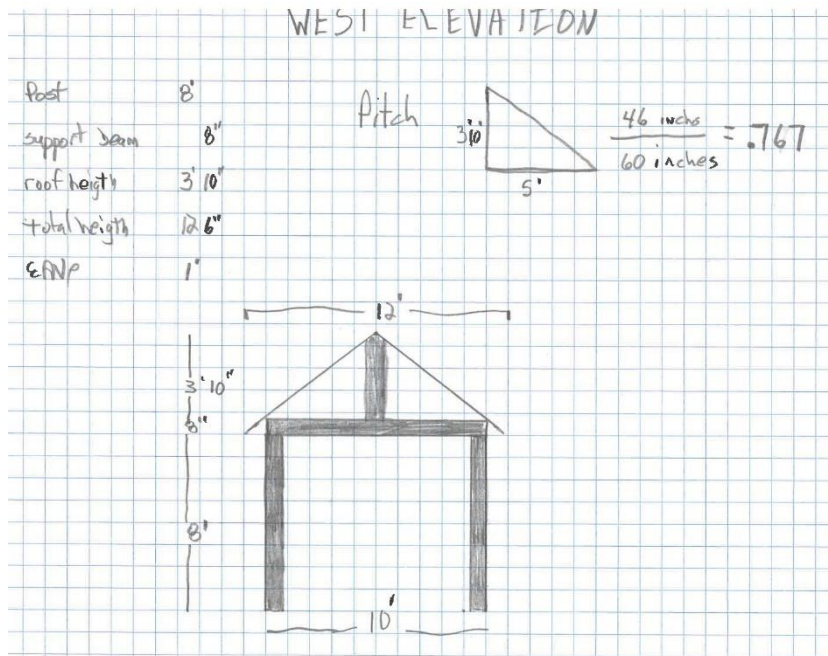 WEST ELEVATION
Post 8'
support beam 8"
roof heigth 3' 10"
total heigth 12 6"
EAVE 1'
Pitch
3'10"
5'
46 inchs
60 inches
= .767
12'
3' 10"
8"
8'
10'